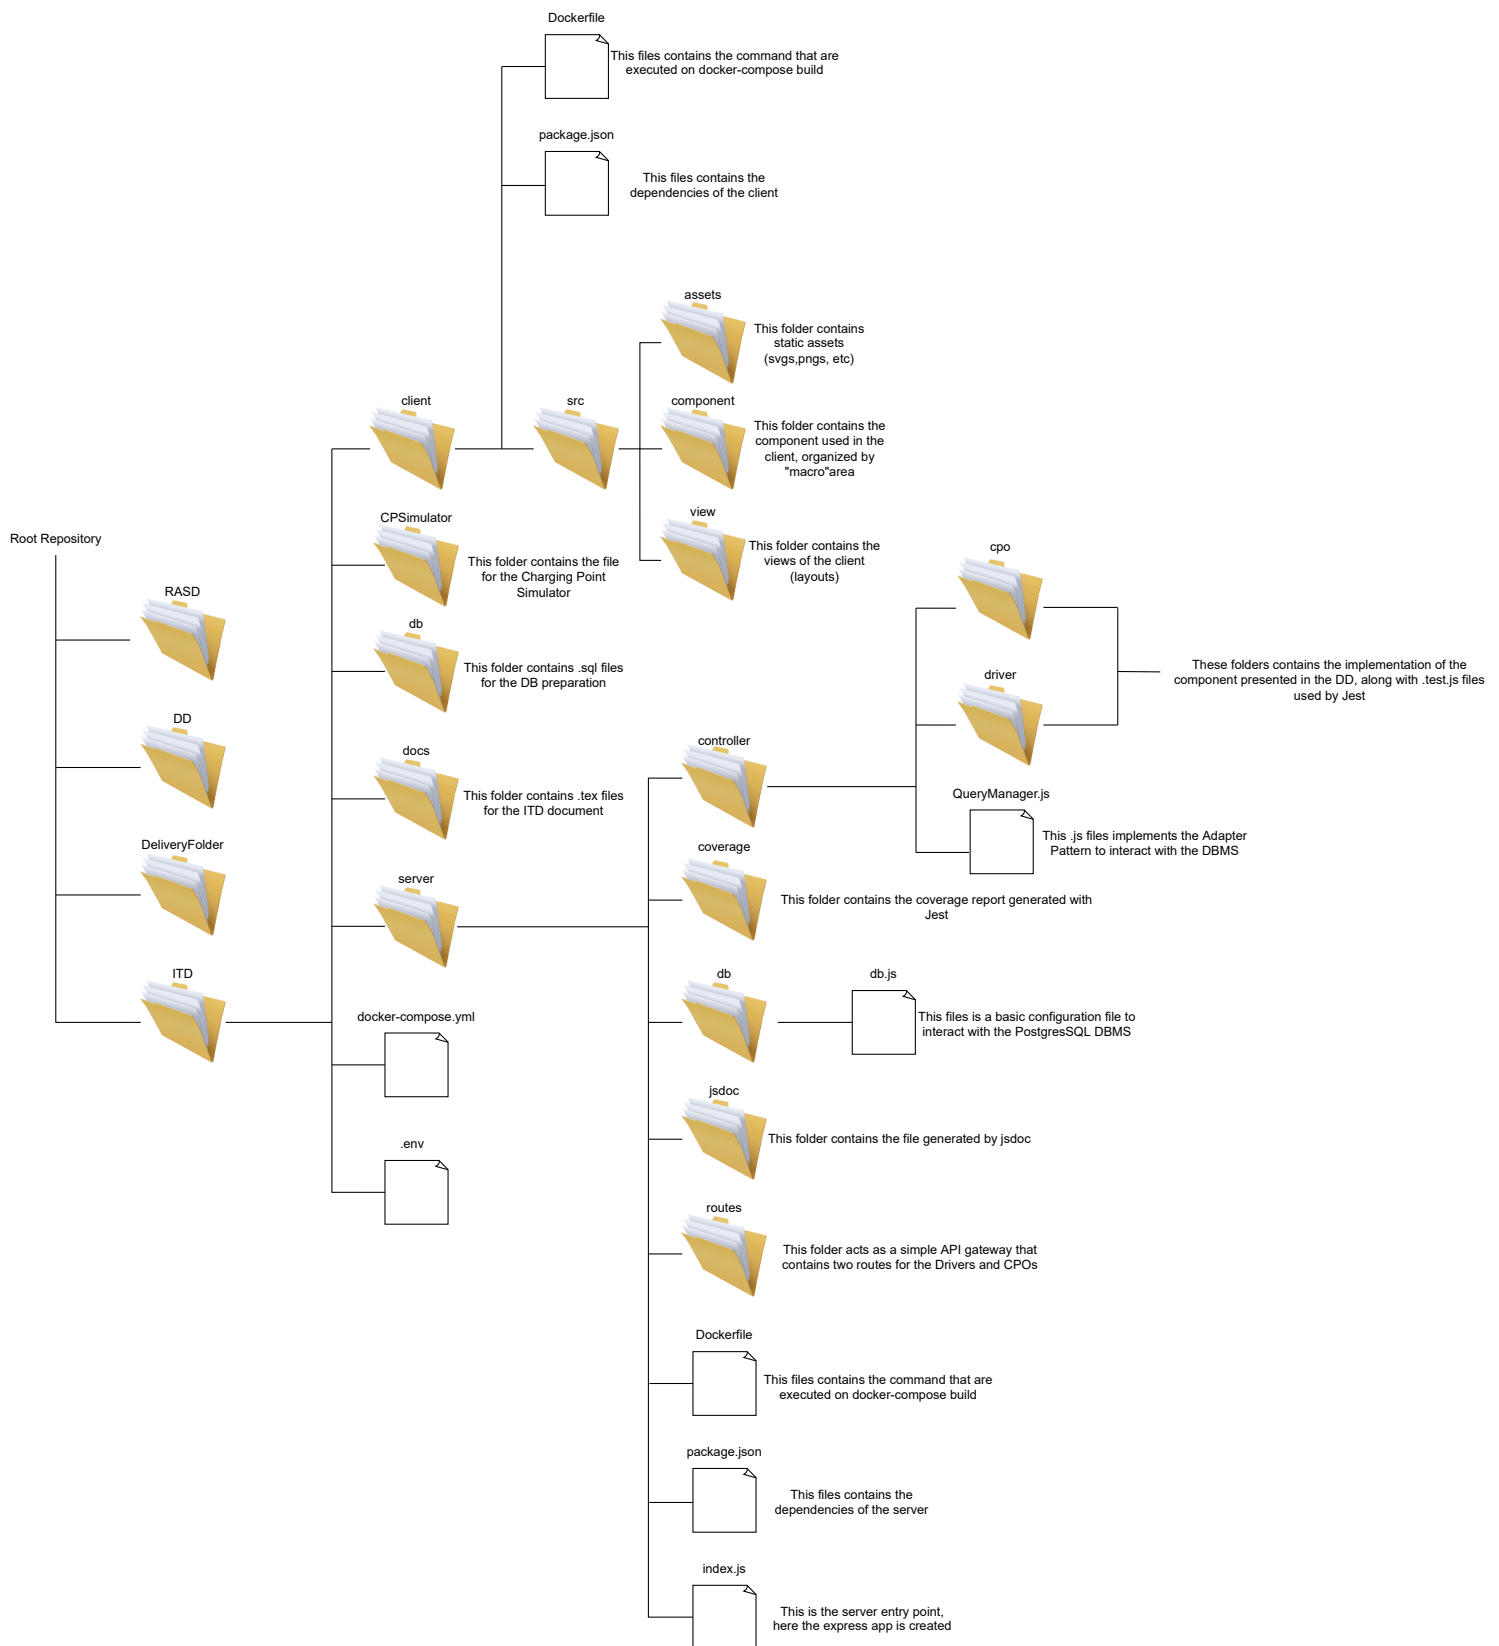 Dockerfile
This files contains the command that are
executed on docker-compose build
package.json
This files contains the
dependencies of the client
assets
This folder contains
static assets
(svgs,pngs, etc)
client
src
component
This folder contains the
component used in the
client, organized by
"macro"area
CPSimulator
This folder contains the file
for the Charging Point
Simulator
view
This folder contains the
views of the client
(layouts)
Root Repository
RASD
db
This folder contains .sql files
for the DB preparation
cpo
driver
These folders contains the implementation of the
component presented in the DD, along with .test.js files
used by Jest
DD
docs
This folder contains .tex files
for the ITD document
controller
QueryManager.js
This .js files implements the Adapter
Pattern to interact with the DBMS
DeliveryFolder
server
coverage
This folder contains the coverage report generated with
Jest
ITD
db
db.js
This files is a basic configuration file to
interact with the PostgresSQL DBMS
docker-compose.yml
jsdoc
This folder contains the file generated by jsdoc
.env
routes
This folder acts as a simple API gateway that
contains two routes for the Drivers and CPOs
Dockerfile
This files contains the command that are
executed on docker-compose build
package.json
This files contains the
dependencies of the server
index.js
This is the server entry point,
here the express app is created